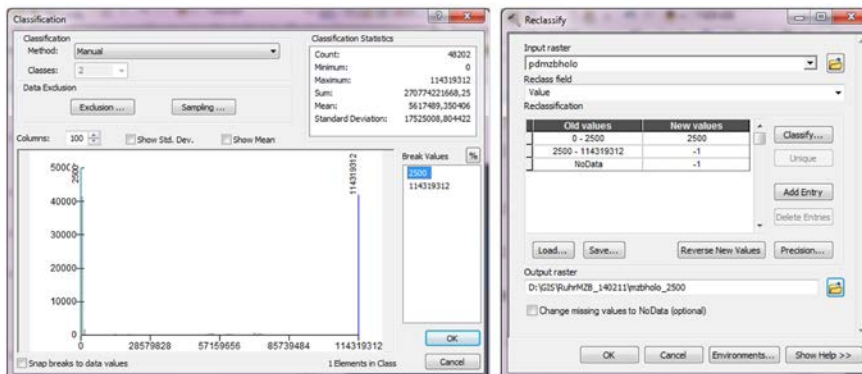 Classification
Classification
Method: Manual
Classes: 2
Data Exclusion
Exclusion ... Sampling ...
Classification Statistics
Count: 48202
Minimum: 0
Maximum: 114319312
Sum: 270774221668,25
Mean: 5617489,350406
Standard Deviation: 17525008,804422
Columns: 100 Show Std. Dev. Show Mean
Break Values %
2500
114319312
50000
40000
30000
20000
10000
0
2500
114319312
0 28579828 57159656 85739484 114319312
Snap breaks to data values
1 Elements in Class
OK
Cancel
Reclassify
Input raster
pdmzbholo
Reclass field
Value
Reclassification
Old values New values
0 - 2500 2500
2500 - 114319312 -1
NoData -1
Classify...
Unique
Add Entry
Delete Entries
Load... Save... Reverse New Values Precision...
Output raster
D:\GIS\RuhrMZB_140211\mzbholo_2500
Change missing values to NoData (optional)
OK Cancel Environments... Show Help >>